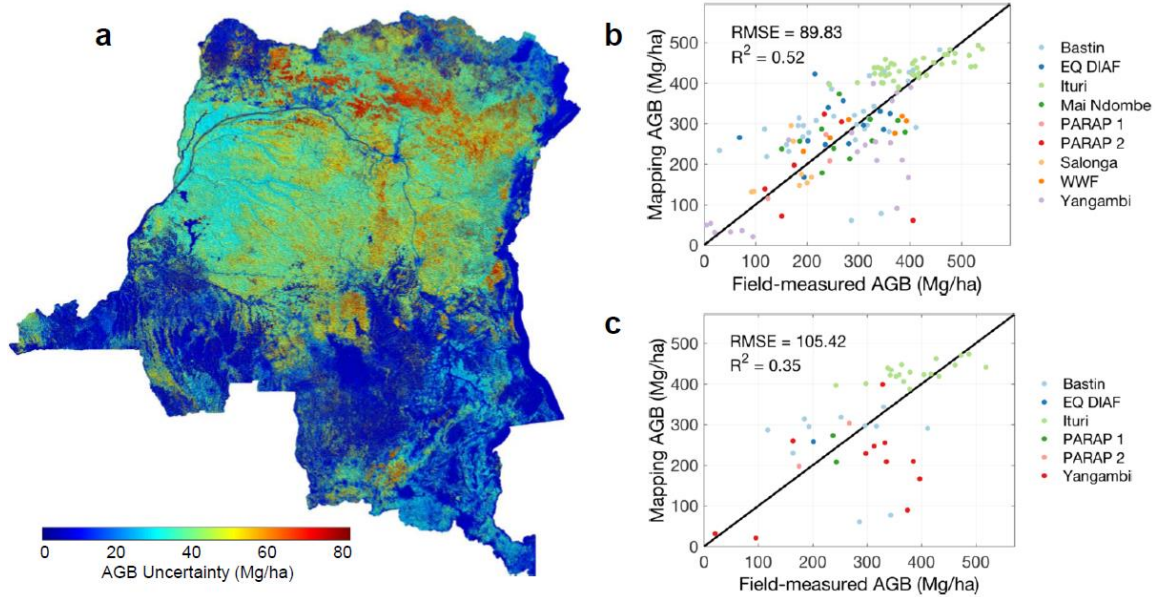 a
0 20 40 60 80
AGB Uncertainty (Mg/ha)
b
RMSE = 89.83
R² = 0.52
Mapping AGB (Mg/ha)
500
400
300
200
100
0
0 100 200 300 400 500
Field-measured AGB (Mg/ha)
Bastin
EQ DIAF
Ituri
Mai Ndombe
PARAP 1
PARAP 2
Salonga
WWF
Yangambi
c
RMSE = 105.42
R² = 0.35
Mapping AGB (Mg/ha)
500
400
300
200
100
0
0 100 200 300 400 500
Field-measured AGB (Mg/ha)
Bastin
EQ DIAF
Ituri
PARAP 1
PARAP 2
Yangambi